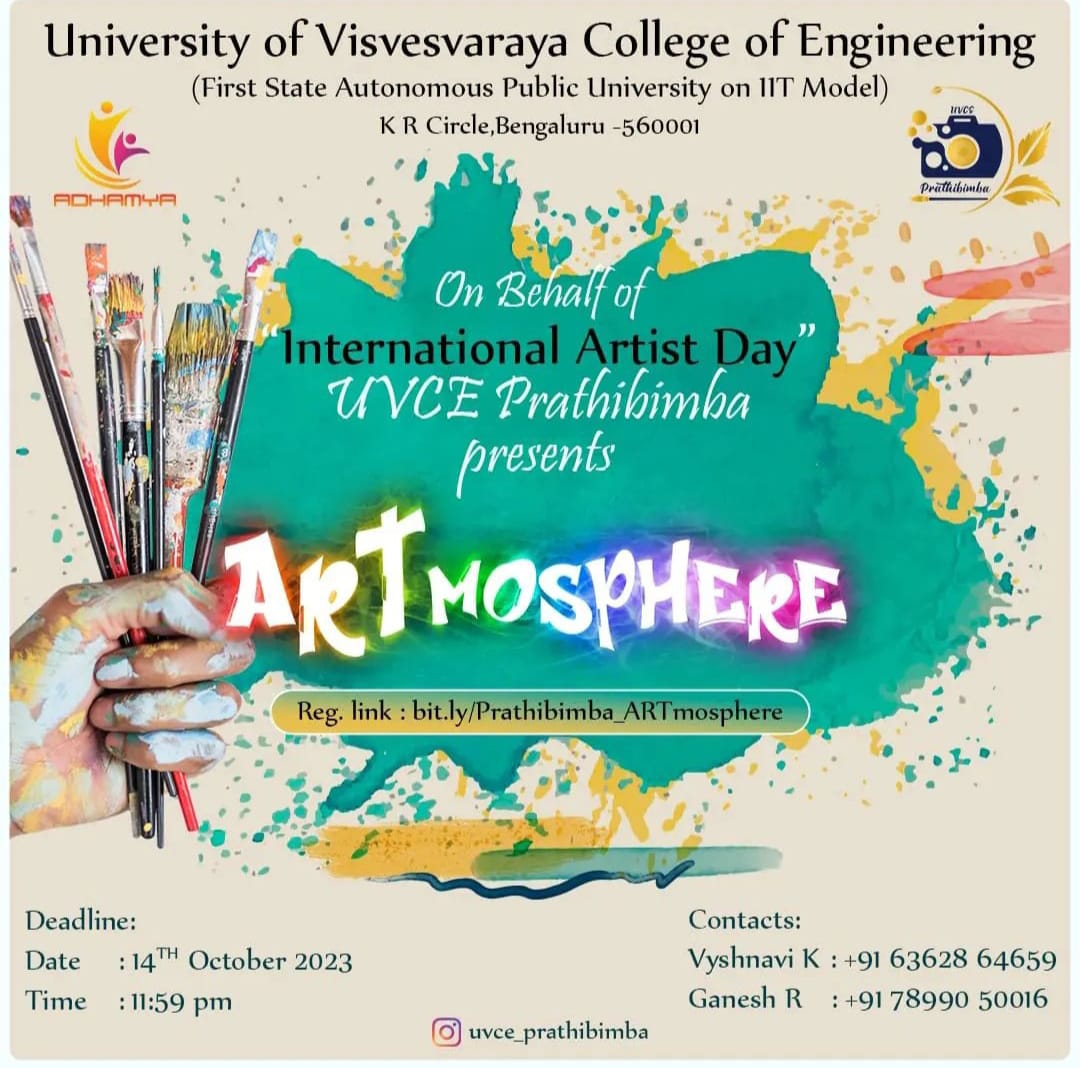 University of Visvesvaraya College of Engineering
(First State Autonomous Public University on IIT Model)
K R Circle,Bengaluru -560001
ADHAMYA
UVCE
Prathibimba
On Behalf of
“International Artist Day”
UVCE Prathibimba
presents
ARTMOSPHERE
Reg. link : bit.ly/Prathibimba_ARTmosphere
Deadline:
Date : 14TH October 2023
Time : 11:59 pm
Contacts:
Vyshnavi K : +91 63628 64659
Ganesh R : +91 78990 50016
uvce_prathibimba